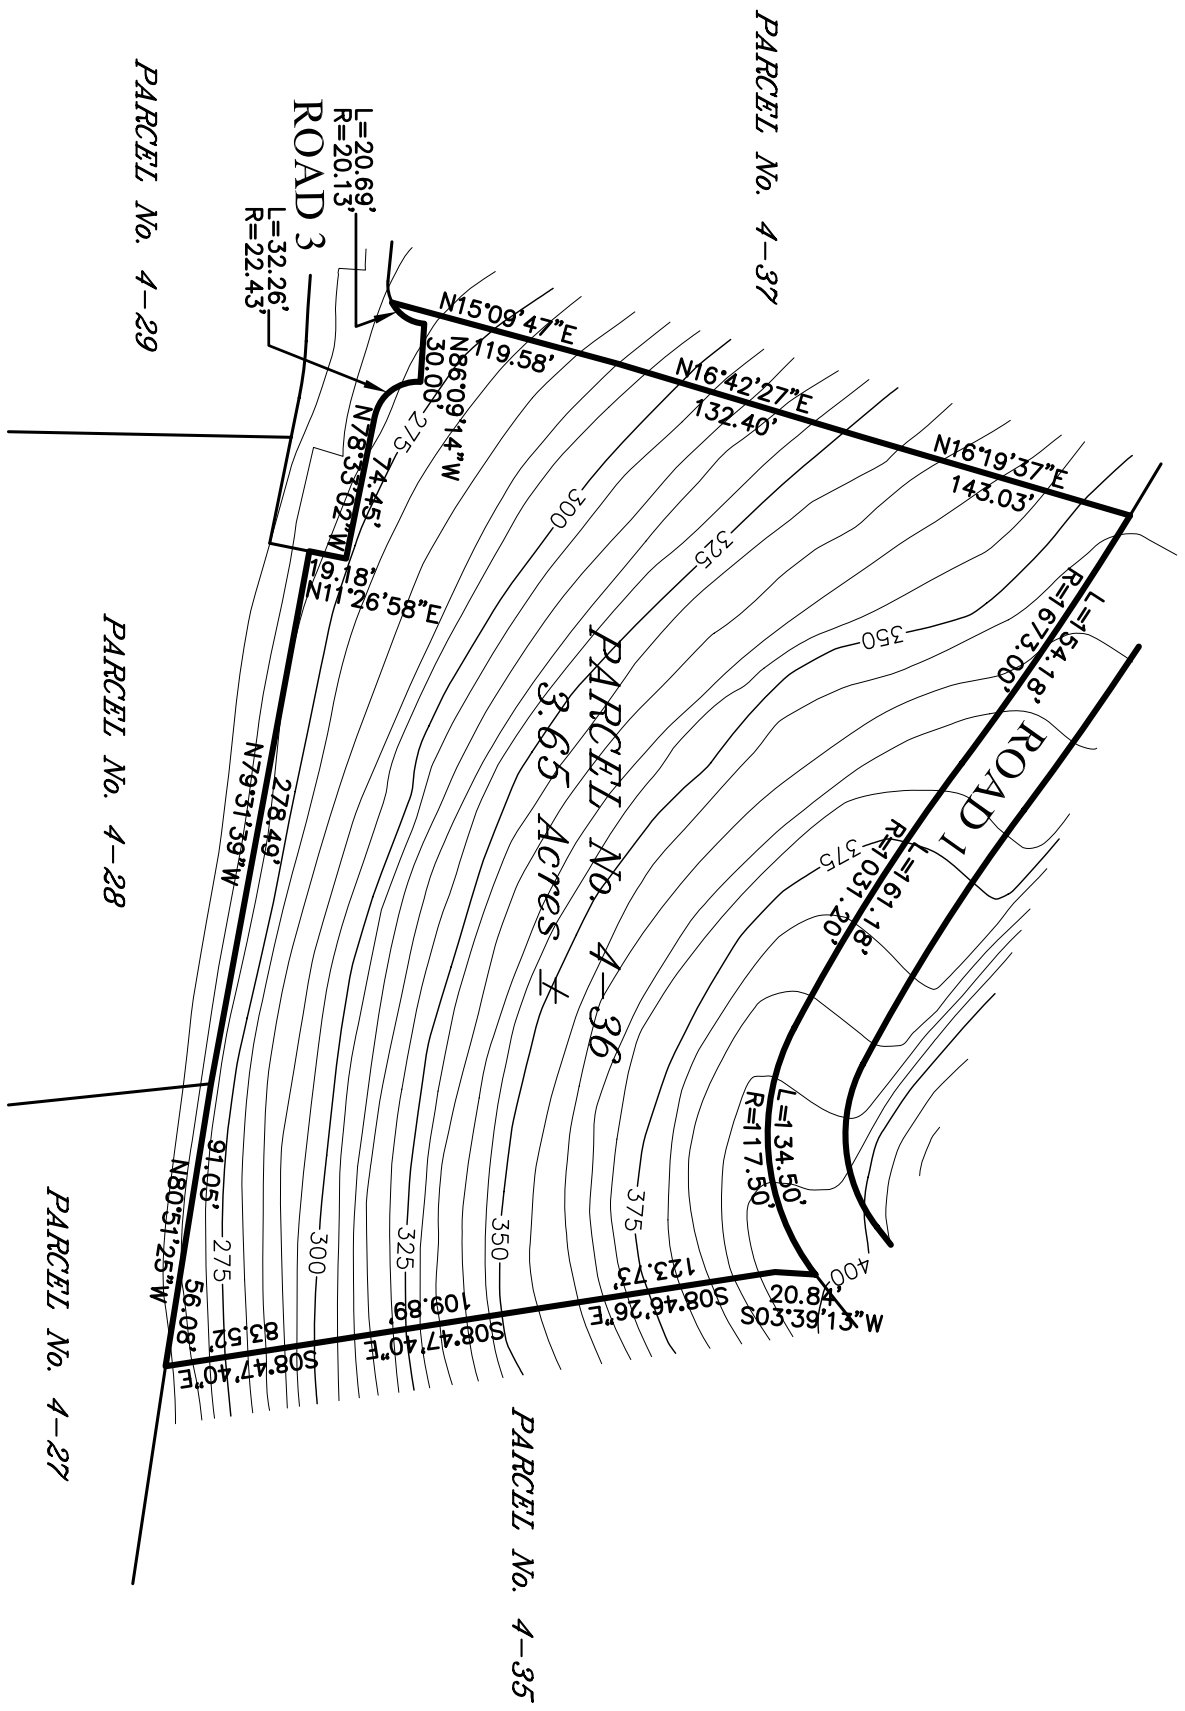 PARCEL No. 4-37
PARCEL No. 4-29
ROAD 3
L=20.69'
R=20.13'
L=32.26'
R=22.43'
N15°09'47"E
119.58'
N16°42'27"E
132.40'
N16°19'37"E
143.03'
N86°09'14"W
30.00'
74.45'
N78°33'02"W
19.18'
N11°26'58"E
275
300
325
350
375
L=154.18'
R=1673.00'
ROAD 1
L=161.18'
R=1031.20'
L=134.50'
R=117.50'
PARCEL No. 4-36
3.65 Acres ±
PARCEL No. 4-28
278.49'
N79°31'39"W
91.05'
N80°51'25"W
56.08'
275
300
325
350
375
400
20.84'
S03°39'13"W
123.73'
S08°46'26"E
109.89'
S08°47'40"E
83.52'
S08°47'40"E
PARCEL No. 4-27
PARCEL No. 4-35